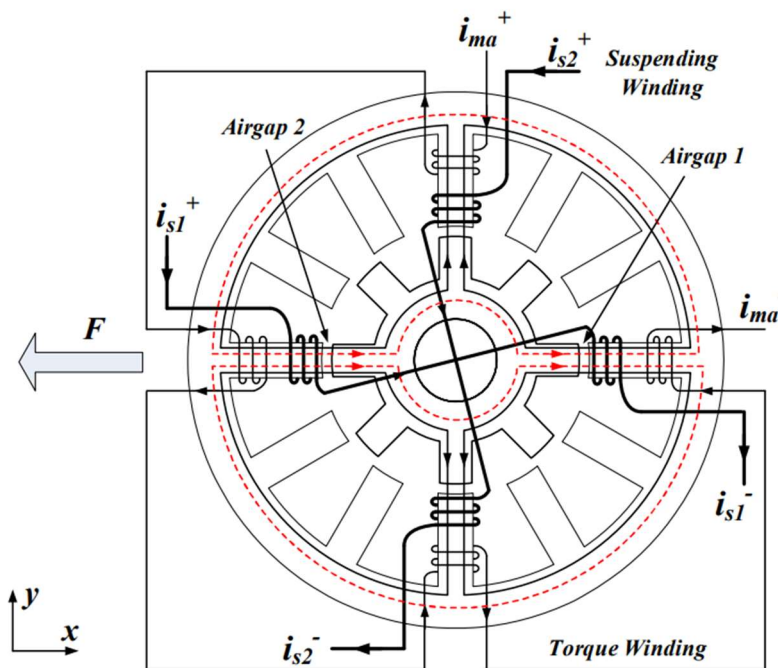 i_ma^+
i_s2^+
Suspending
Winding
Airgap 2
Airgap 1
i_s1^+
i_ma^-
F
i_s1^-
y
x
i_s2^-
Torque Winding